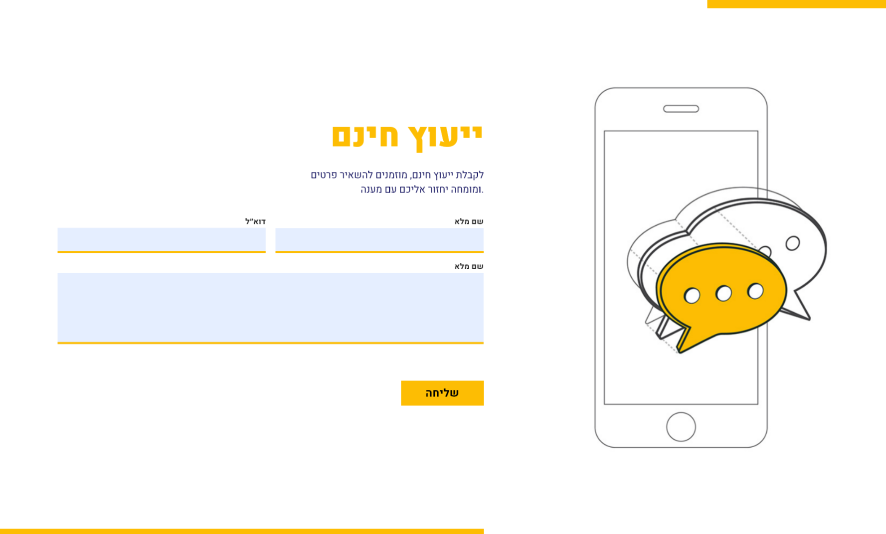 ייעוץ חינם
לקבלת ייעוץ חינם, מוזמנים להשאיר פרטים
ומומחה יחזור אליכם עם מענה.
שם מלא
דוא״ל
שם מלא
שליחה